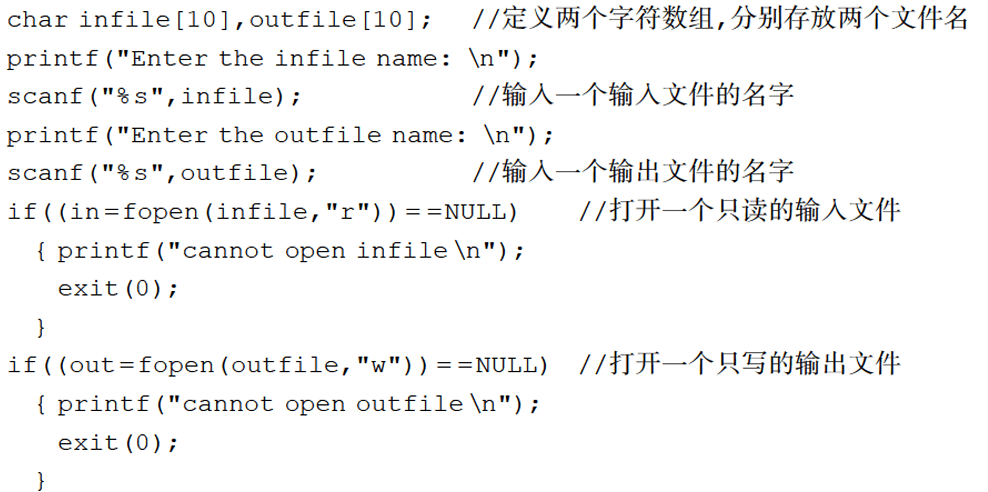 char infile[10],outfile[10];   //定义两个字符数组,分别存放两个文件名
printf("Enter the infile name: \n");
scanf("%s",infile);   //输入一个输入文件的名字
printf("Enter the outfile name: \n");
scanf("%s",outfile);   //输入一个输出文件的名字
if((in=fopen(infile,"r"))==NULL)   //打开一个只读的输入文件
{ printf("cannot open infile\n");
exit(0);
}
if((out=fopen(outfile,"w"))==NULL)   //打开一个只写的输出文件
{ printf("cannot open outfile\n");
exit(0);
}